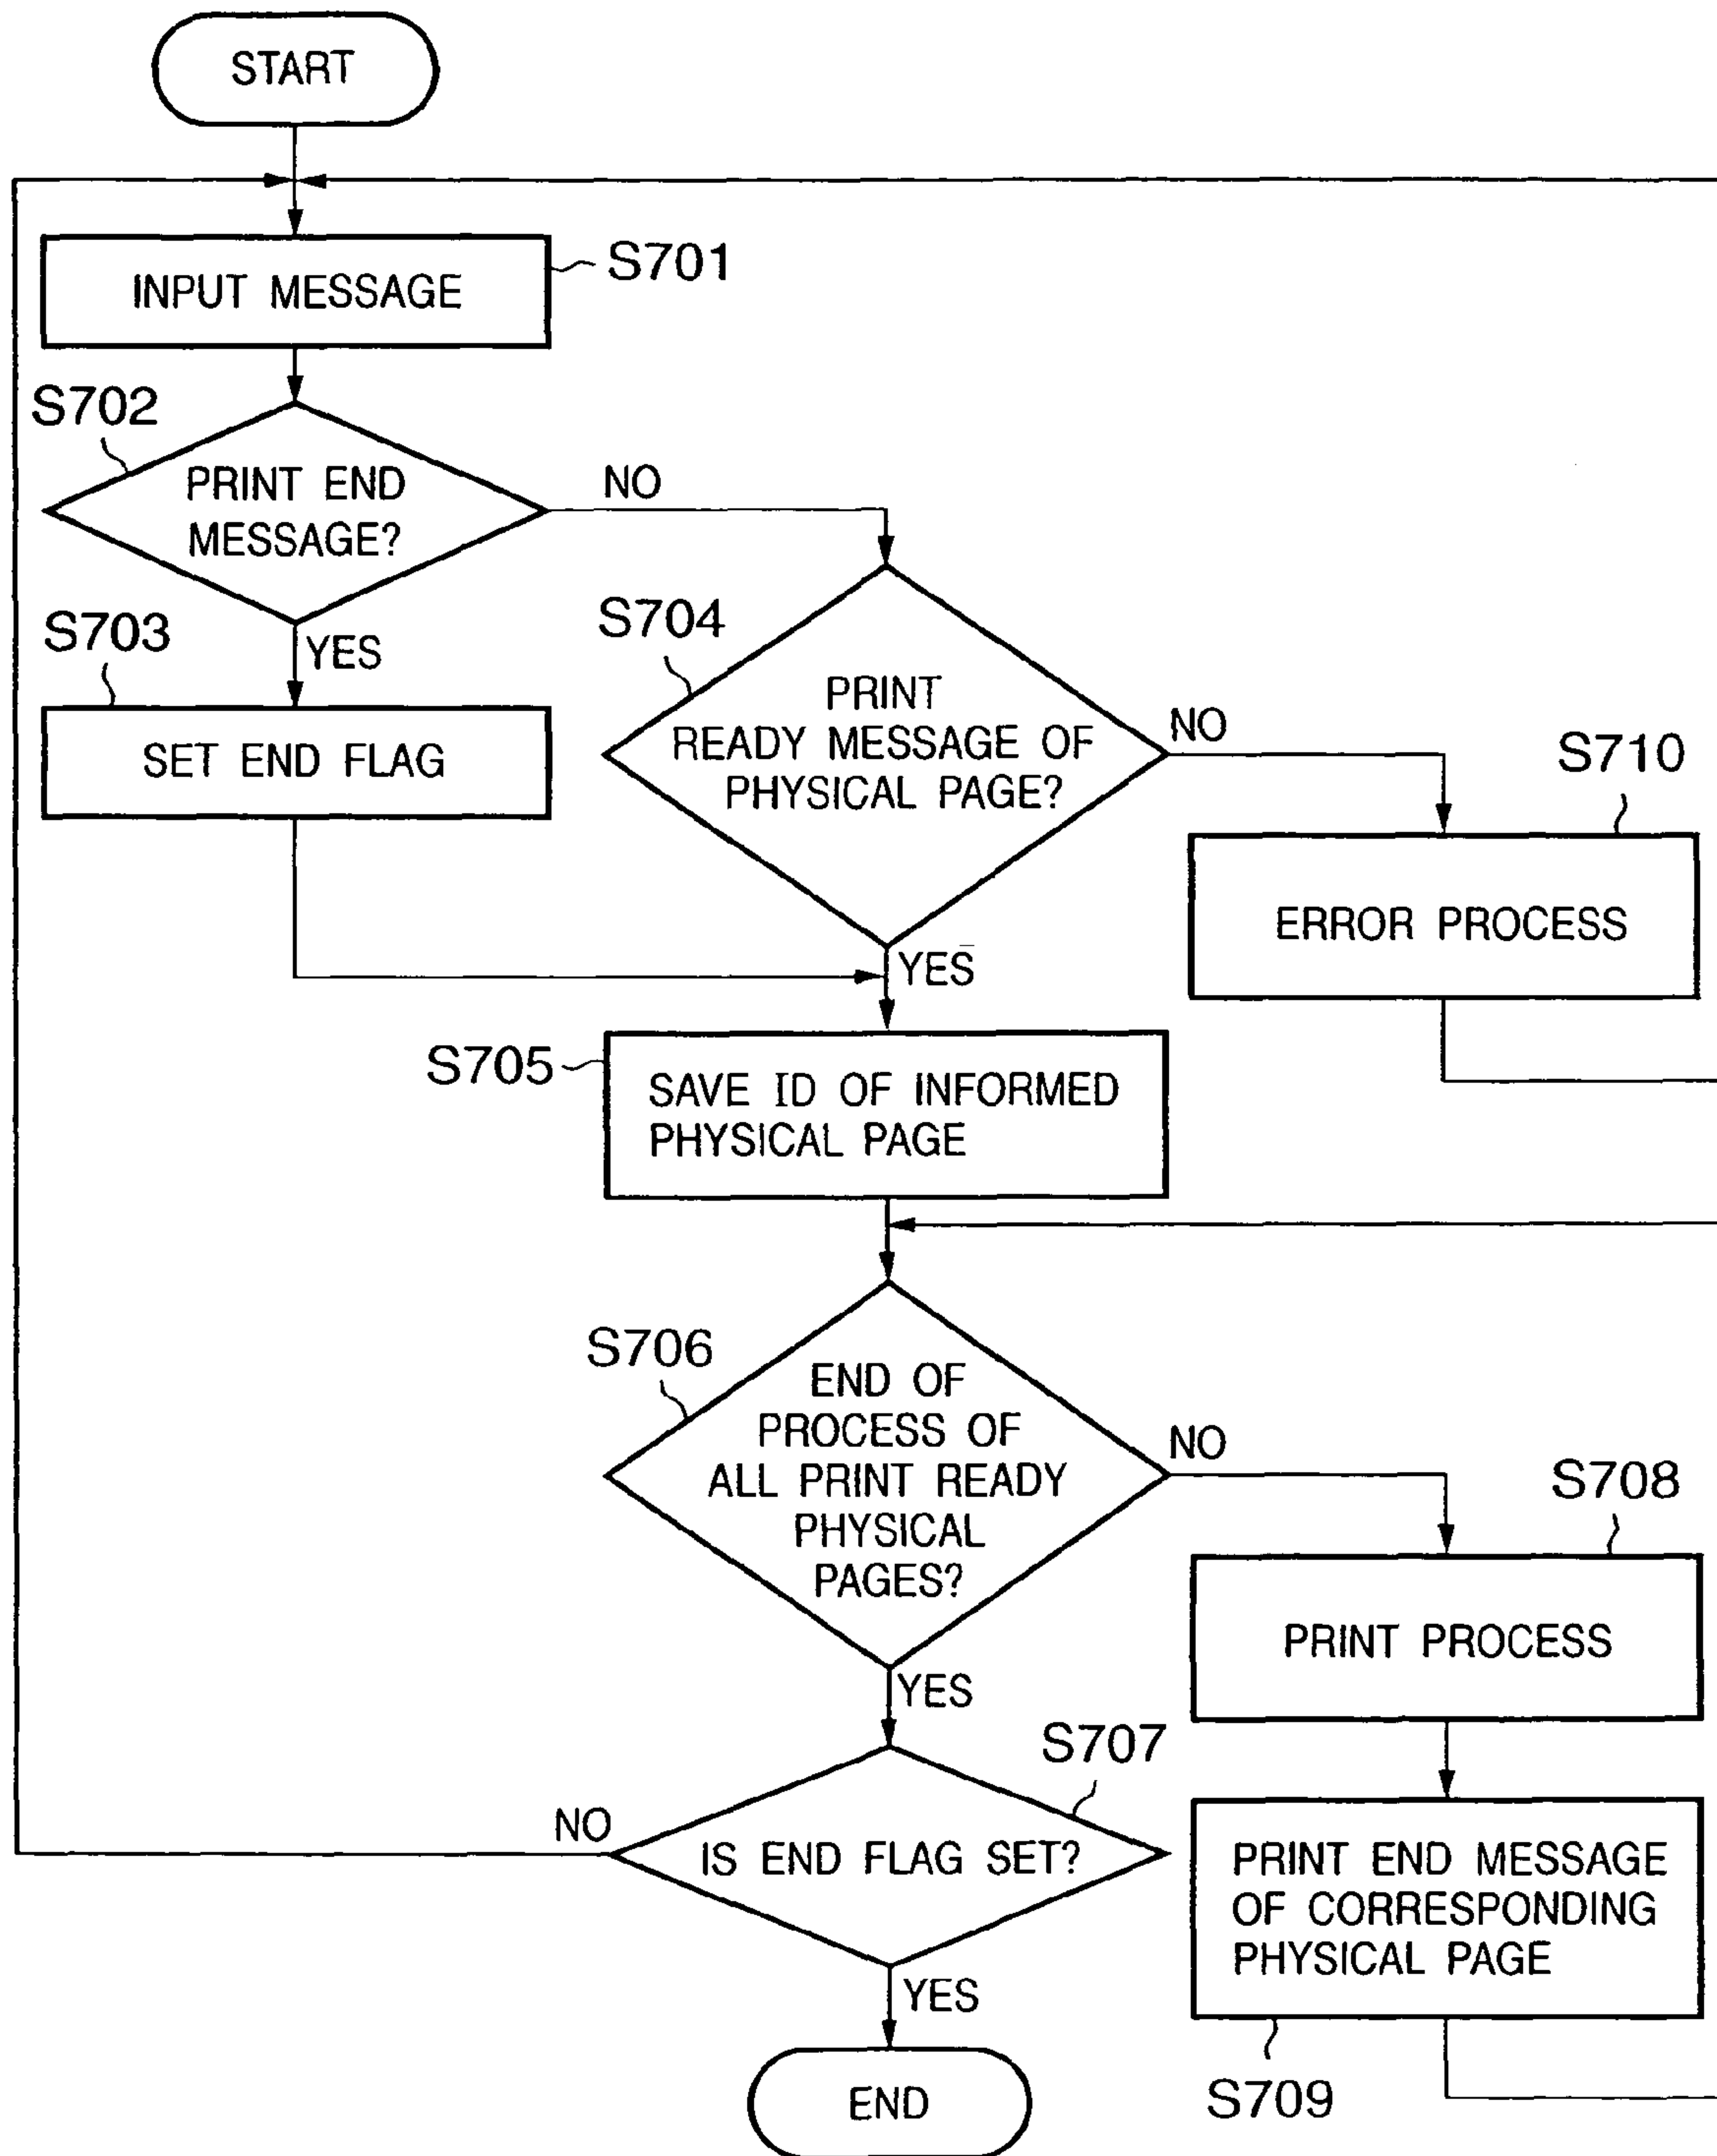 START
INPUT MESSAGE
S701
S702
PRINT END
MESSAGE?
NO
YES
S703
SET END FLAG
S704
PRINT
READY MESSAGE OF
PHYSICAL PAGE?
NO
YES
S710
ERROR PROCESS
S705
SAVE ID OF INFORMED
PHYSICAL PAGE
S706
END OF
PROCESS OF
ALL PRINT READY
PHYSICAL
PAGES?
NO
YES
S708
PRINT PROCESS
S707
IS END FLAG SET?
NO
YES
PRINT END MESSAGE
OF CORRESPONDING
PHYSICAL PAGE
S709
END